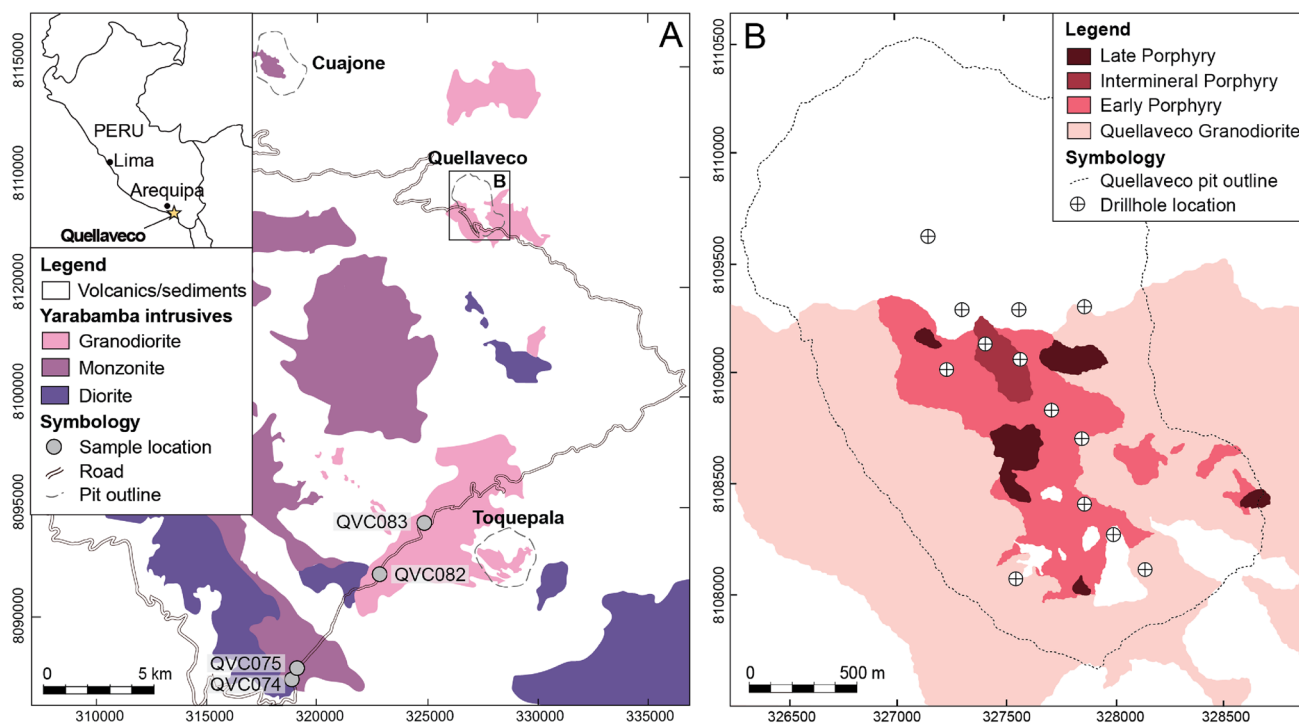 A
PERU
Lima
Arequipa
Quellaveco
Legend
Volcanics/sediments
Yarabamba intrusives
Granodiorite
Monzonite
Diorite
Symbology
Sample location
Road
Pit outline
Cuajone
Quellaveco
B
QVC083
QVC082
Toquepala
QVC075
QVC074
0 5 km
8115000
8110000
8120000
8100000
8095000
8090000
310000 315000 320000 325000 330000 335000
B
Legend
Late Porphyry
Intermineral Porphyry
Early Porphyry
Quellaveco Granodiorite
Symbology
Quellaveco pit outline
Drillhole location
8110500
8110000
8109500
8109000
8108500
8108000
0 500 m
326500 327000 327500 328000 328500